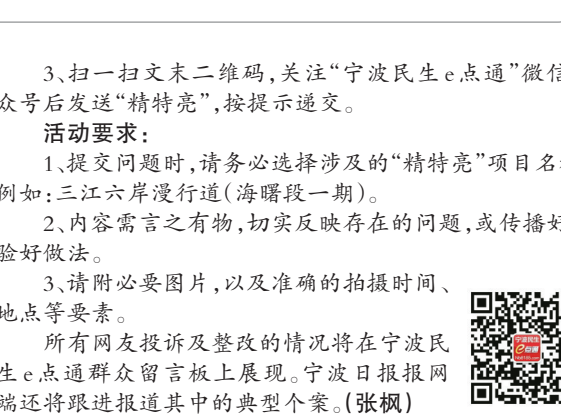 3、扫一扫文末二维码,关注“宁波民生e点通”微信
众号后发送“精特亮”,按提示递交。
活动要求:
1、提交问题时,请务必选择涉及的“精特亮”项目名
例如:三江六岸漫行道(海曙段一期)。
2、内容需言之有物,切实反映存在的问题,或传播好
验好做法。
3、请附必要图片,以及准确的拍摄时间、
地点等要素。
所有网友投诉及整改的情况将在宁波民
生e点通群众留言板上展现。宁波日报报网
端还将跟进报道其中的典型个案。(张枫)
宁波民生
e点通